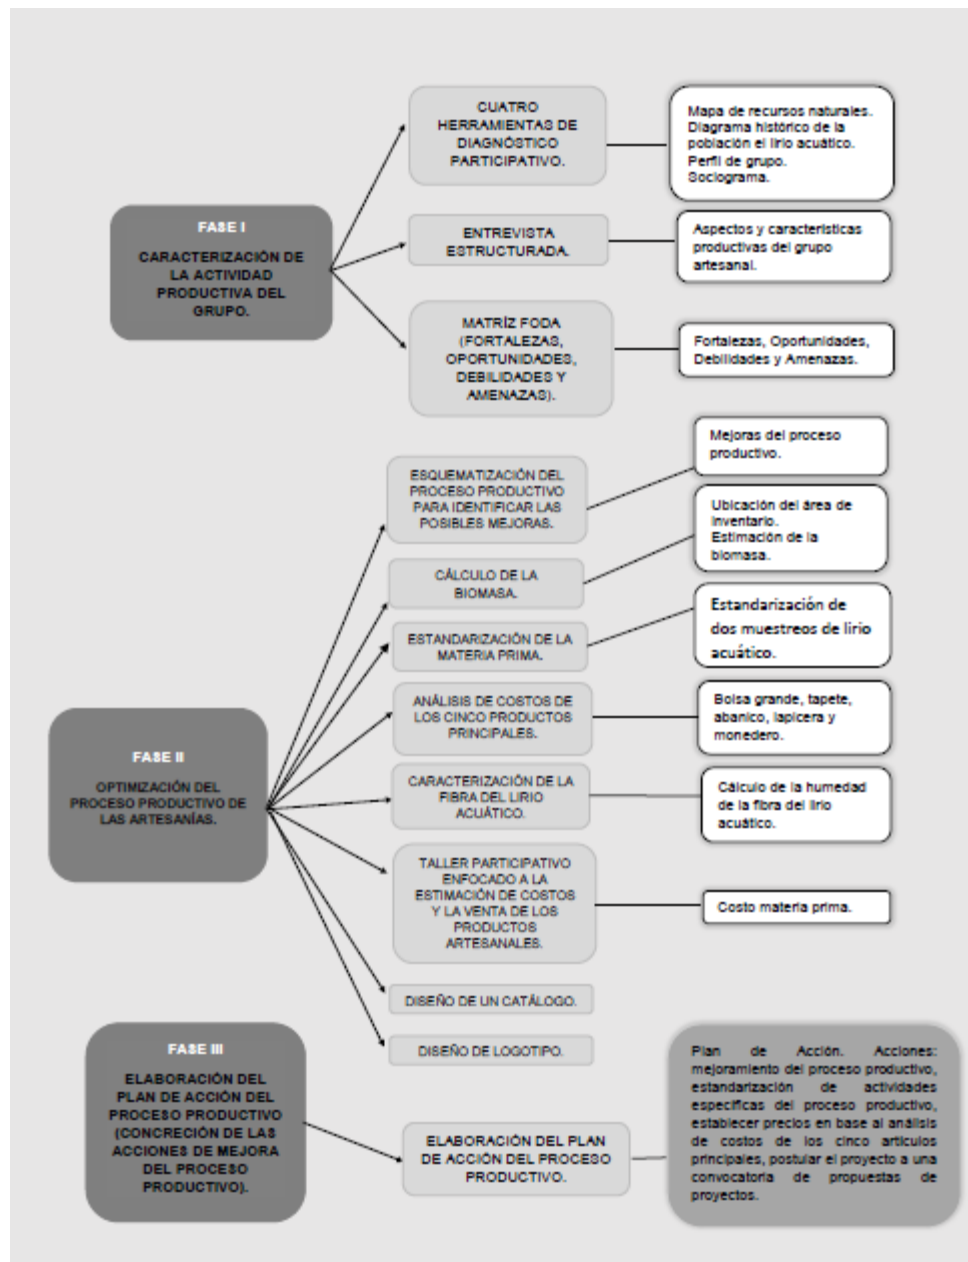 FASE I
CARACTERIZACIÓN DE
LA ACTIVIDAD
PRODUCTIVA DEL
GRUPO.
CUATRO
HERRAMIENTAS DE
DIAGNÓSTICO
PARTICIPATIVO.
Mapa de recursos naturales.
Diagrama histórico de la
población el lirio acuático.
Perfil de grupo.
Sociograma.
ENTREVISTA
ESTRUCTURADA.
Aspectos y características
productivas del grupo
artesanal.
MATRÍZ FODA
(FORTALEZAS,
OPORTUNIDADES,
DEBILIDADES Y
AMENAZAS).
Fortalezas, Oportunidades,
Debilidades y Amenazas.
FASE II
OPTIMIZACIÓN DEL
PROCESO PRODUCTIVO DE
LAS ARTESANÍAS.
ESQUEMATIZACIÓN DEL
PROCESO PRODUCTIVO
PARA IDENTIFICAR LAS
POSIBLES MEJORAS.
Mejoras del proceso
productivo.
CÁLCULO DE LA
BIOMASA.
Ubicación del área de
inventario.
Estimación de la
biomasa.
ESTANDARIZACIÓN DE LA
MATERIA PRIMA.
Estandarización de
dos muestreos de lirio
acuático.
ANÁLISIS DE COSTOS DE
LOS CINCO PRODUCTOS
PRINCIPALES.
Bolsa grande, tapete,
abanico, lapicera y
monedero.
CARACTERIZACIÓN DE LA
FIBRA DEL LIRIO
ACUÁTICO.
Cálculo de la humedad
de la fibra del lirio
acuático.
TALLER PARTICIPATIVO
ENFOCADO A LA
ESTIMACIÓN DE COSTOS
Y LA VENTA DE LOS
PRODUCTOS
ARTESANALES.
Costo materia prima.
DISEÑO DE UN CATÁLOGO.
DISEÑO DE LOGOTIPO.
FASE III
ELABORACIÓN DEL
PLAN DE ACCIÓN DEL
PROCESO PRODUCTIVO
(CONCRECIÓN DE LAS
ACCIONES DE MEJORA
DEL PROCESO
PRODUCTIVO).
ELABORACIÓN DEL PLAN
DE ACCIÓN DEL PROCESO
PRODUCTIVO.
Plan de Acción. Acciones:
mejoramiento del proceso productivo,
estandarización de actividades
específicas del proceso productivo,
establecer precios en base al análisis
de costos de los cinco artículos
principales, postular el proyecto a una
convocatoria de propuestas de
proyectos.